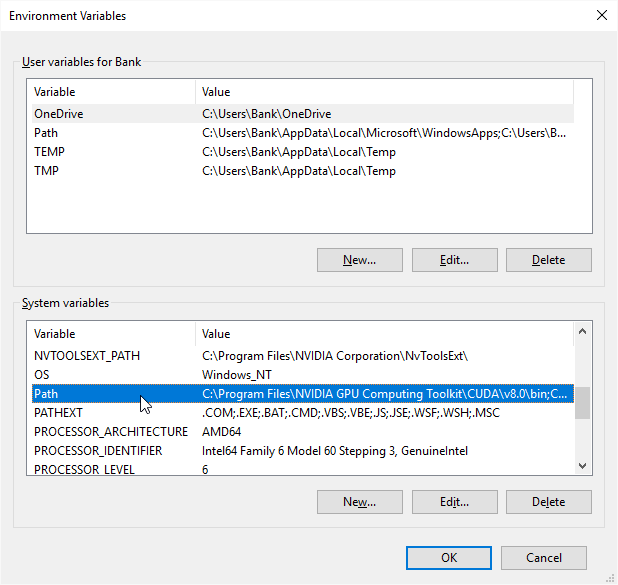 Environment Variables
User variables for Bank
Variable Value
OneDrive C:\Users\Bank\OneDrive
Path C:\Users\Bank\AppData\Local\Microsoft\WindowsApps;C:\Users\B...
TEMP C:\Users\Bank\AppData\Local\Temp
TMP C:\Users\Bank\AppData\Local\Temp
New... Edit... Delete
System variables
Variable Value
NVTOOLSEXT_PATH C:\Program Files\NVIDIA Corporation\NvToolsExt\
OS Windows_NT
Path C:\Program Files\NVIDIA GPU Computing Toolkit\CUDA\v8.0\bin;C...
PATHEXT .COM;.EXE;.BAT;.CMD;.VBS;.VBE;.JS;.JSE;.WSF;.WSH;.MSC
PROCESSOR_ARCHITECTURE AMD64
PROCESSOR_IDENTIFIER Intel64 Family 6 Model 60 Stepping 3, GenuineIntel
PROCESSOR_LEVEL 6
New... Edit... Delete
OK Cancel